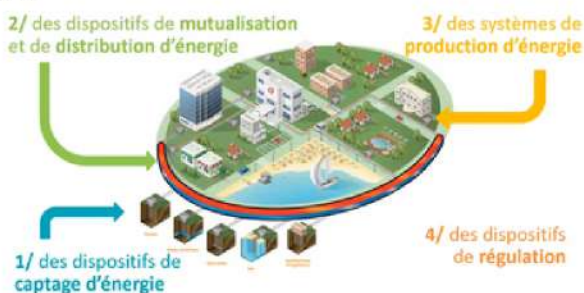 2/ des dispositifs de mutualisation
et de distribution d'énergie
3/ des systèmes de
production d'énergie
1/ des dispositifs de
captage d'énergie
4/ des dispositifs
de régulation